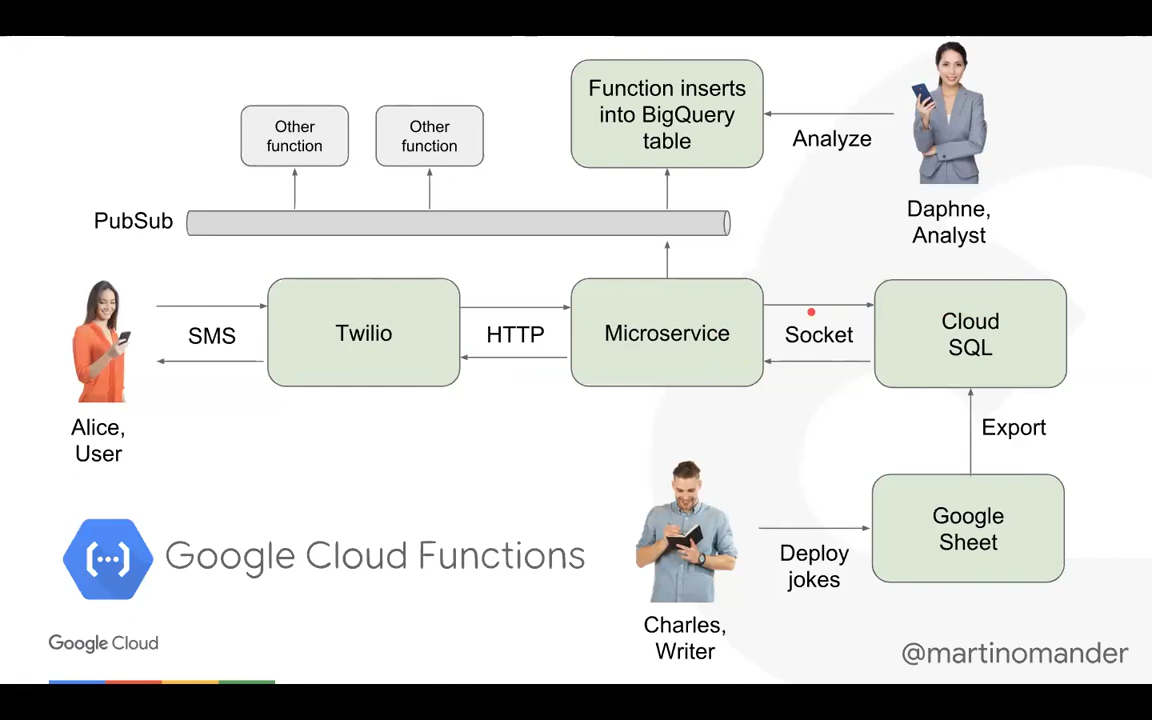 Function inserts
into BigQuery
table
Other
function
Other
function
Analyze
PubSub
Daphne,
Analyst
SMS
Twilio
HTTP
Microservice
Socket
Cloud
SQL
Alice,
User
Export
Google
Sheet
Deploy
jokes
Charles,
Writer
Google Cloud Functions
Google Cloud
@martinomander